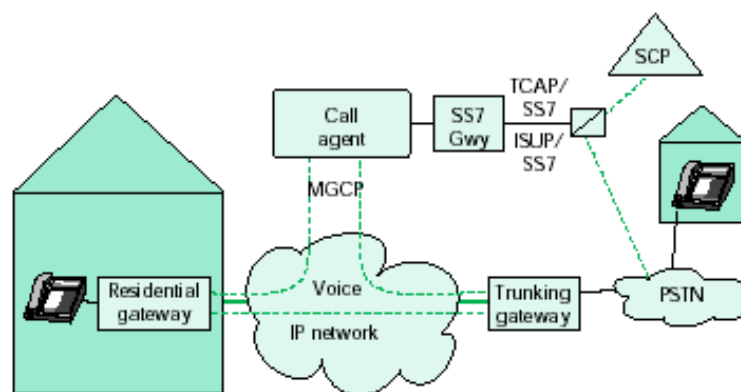 SCP
TCAP/
SS7
Call
agent
SS7
Gwy
ISUP/
SS7
MGCP
Residential
gateway
Voice
IP network
Trunking
gateway
PSTN